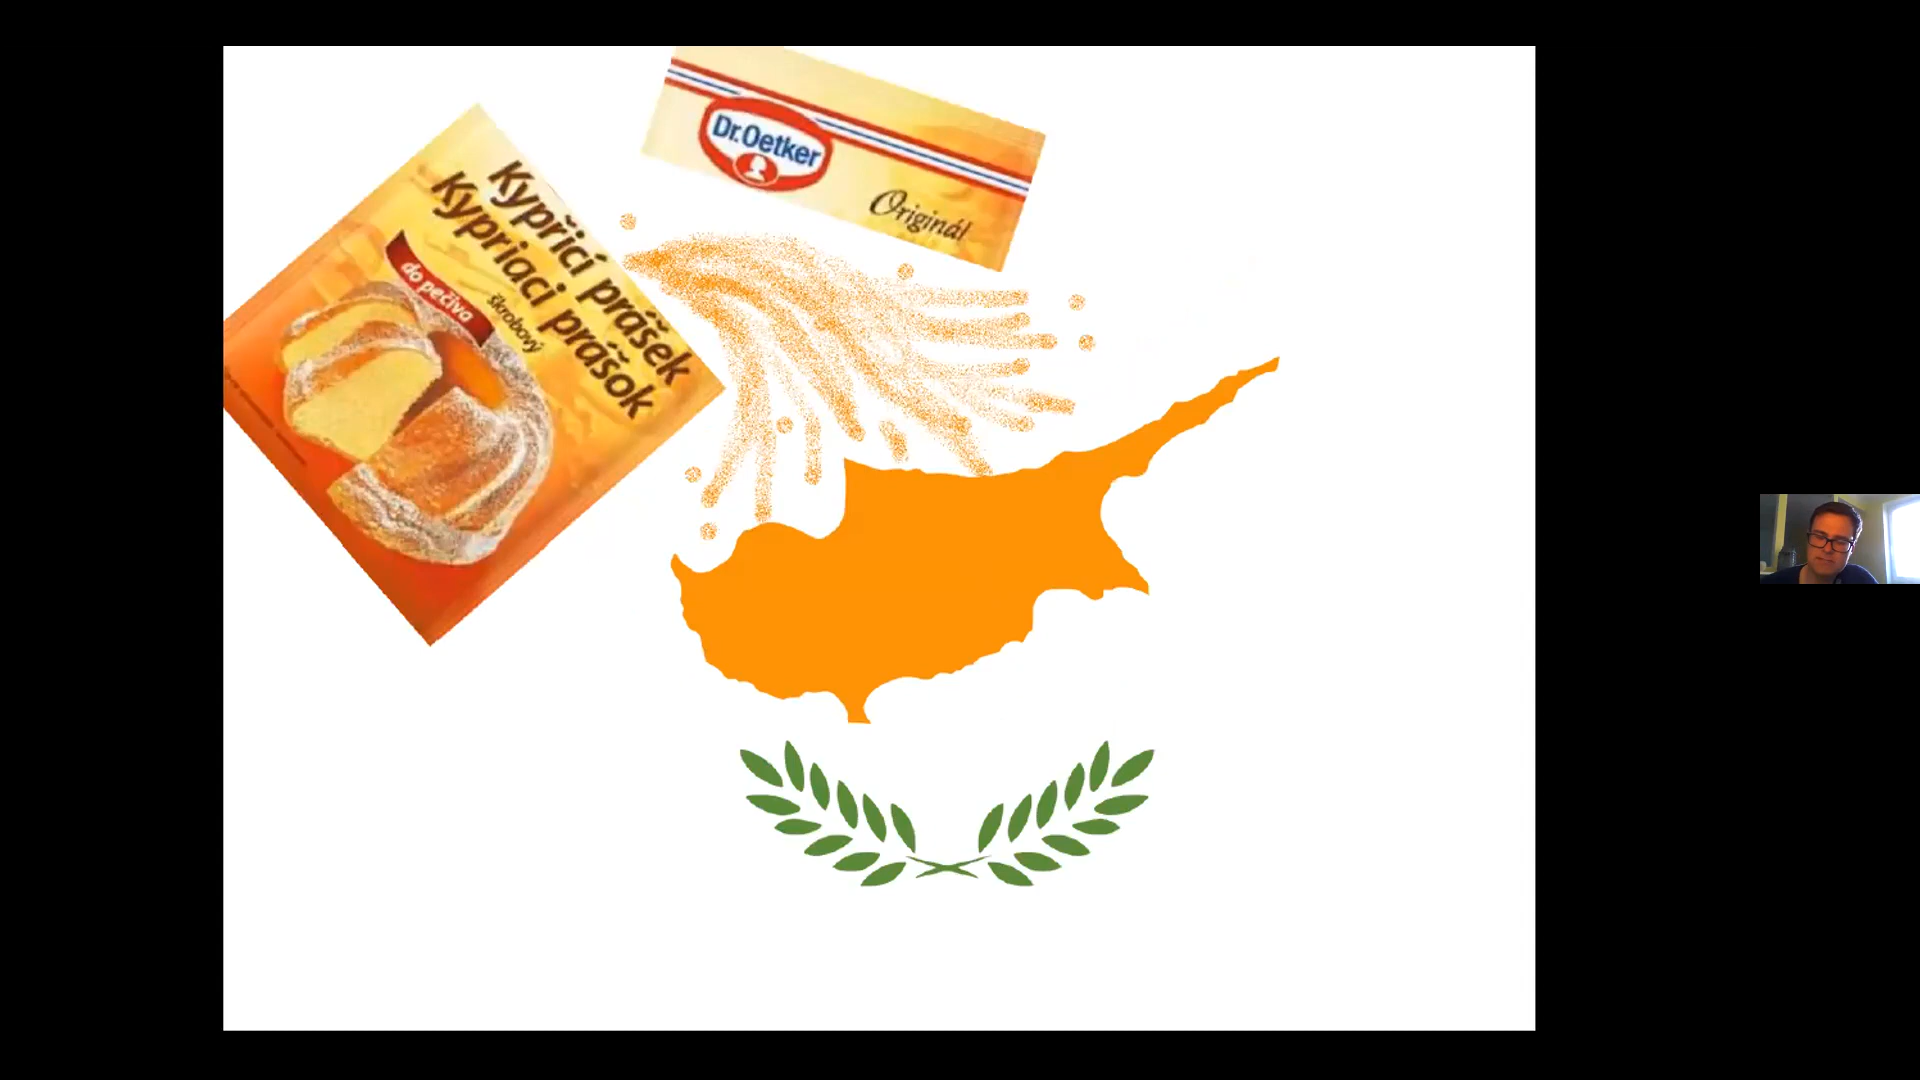 Dr.Oetker
Originál
Kypřicí prášek
Kypriaci prášok
do pečiva
škrobový